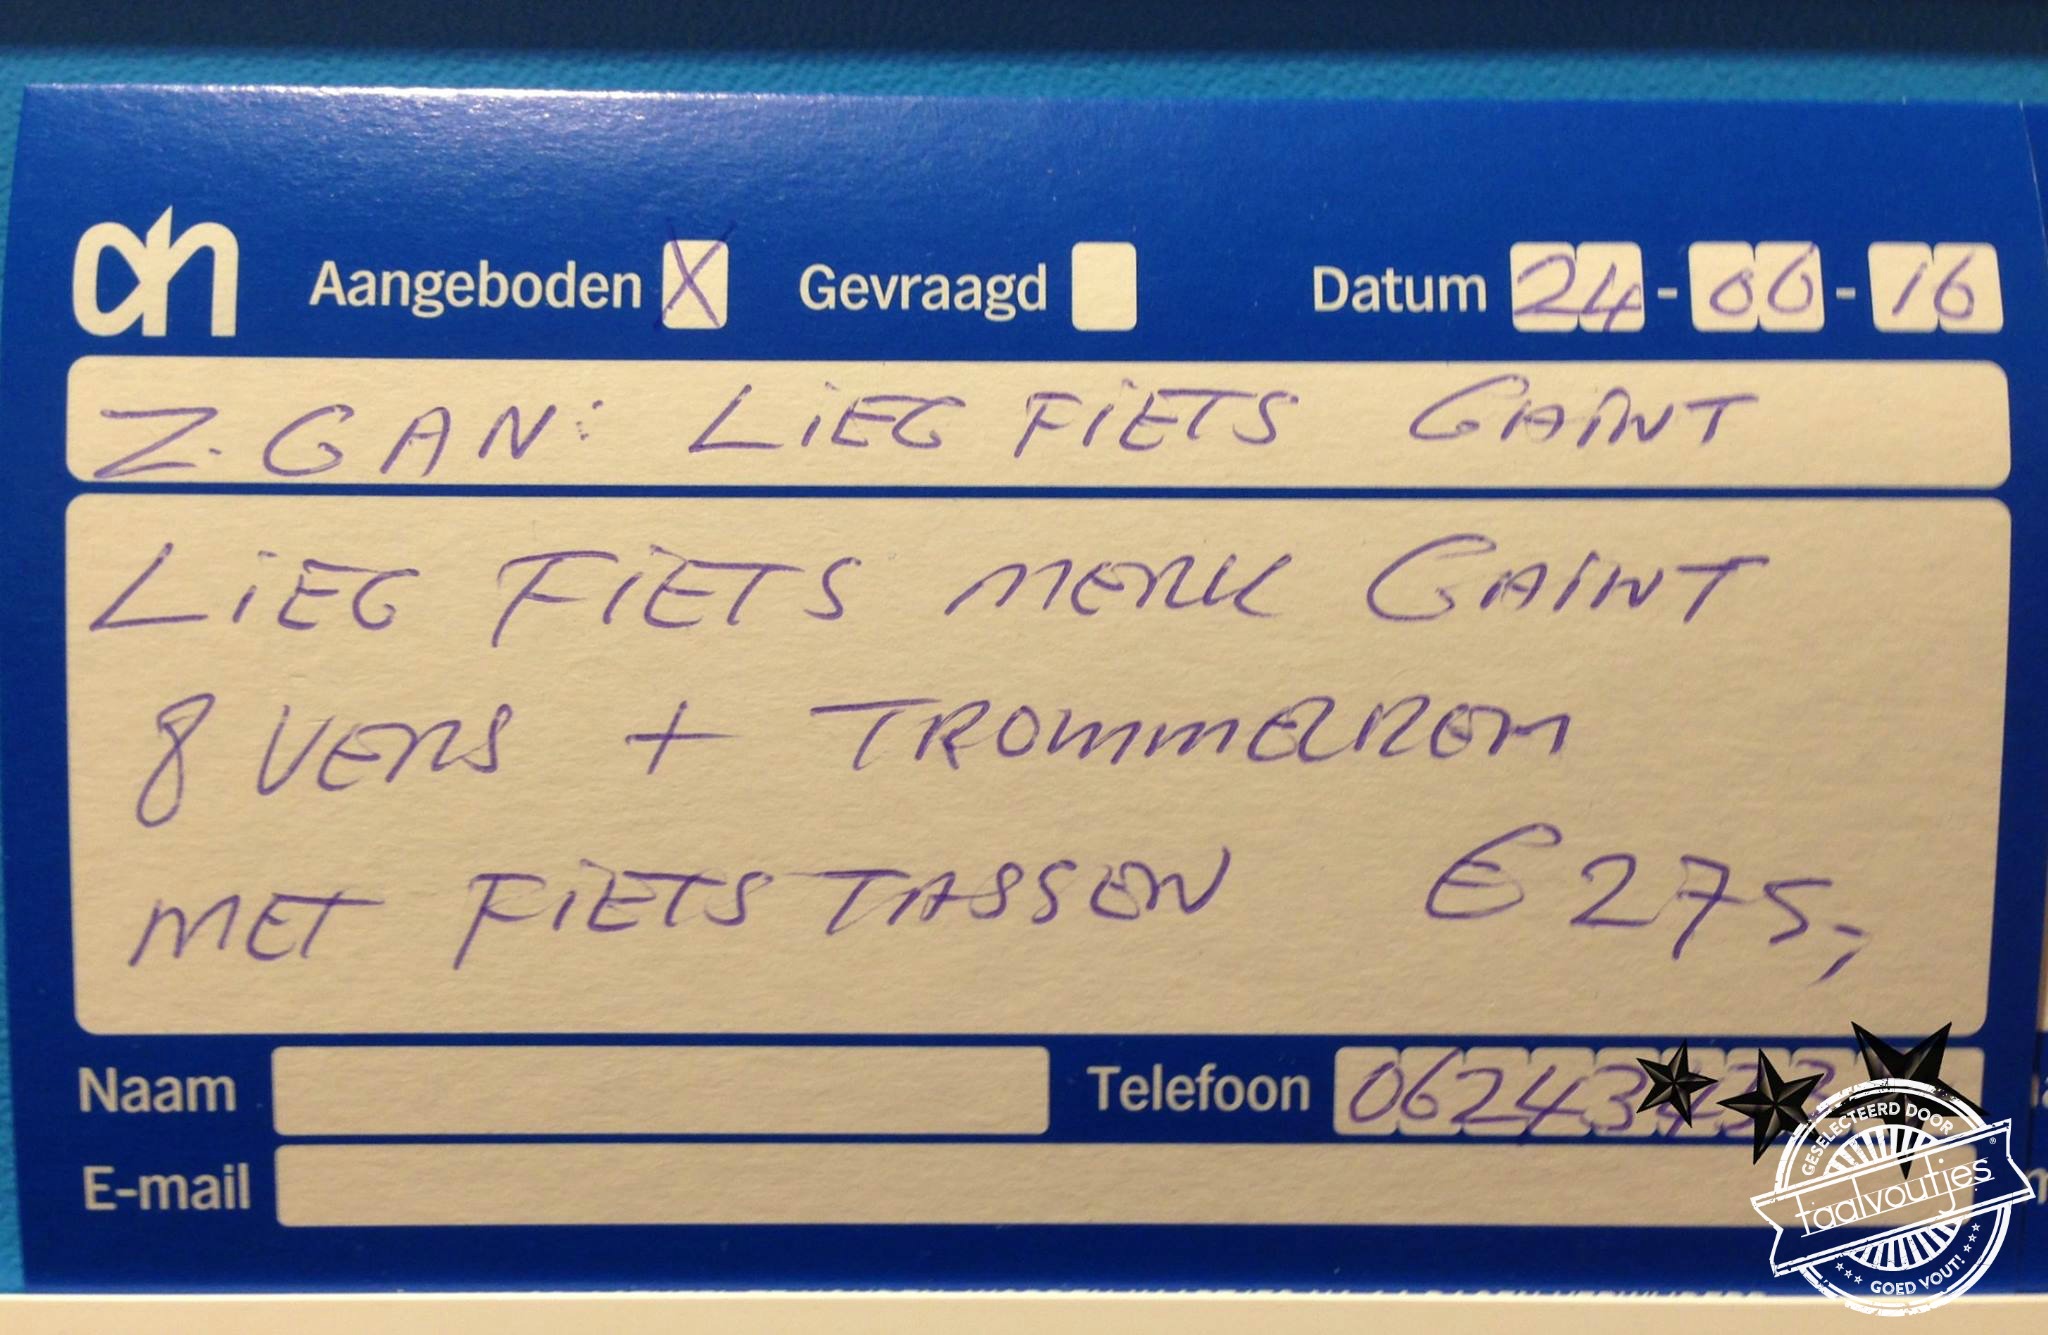 ah Aangeboden X Gevraagd Datum 24-06-16
Z.GAN: LIEG FIETS GAINT
LIEG FIETS MERK GAINT
8 VERS + TROMMELREM
MET FIETSTASSEN €275,-
Naam Telefoon 06243
E-mail
GESELECTEERD DOOR
taalvoutjes
GOED VOUT!